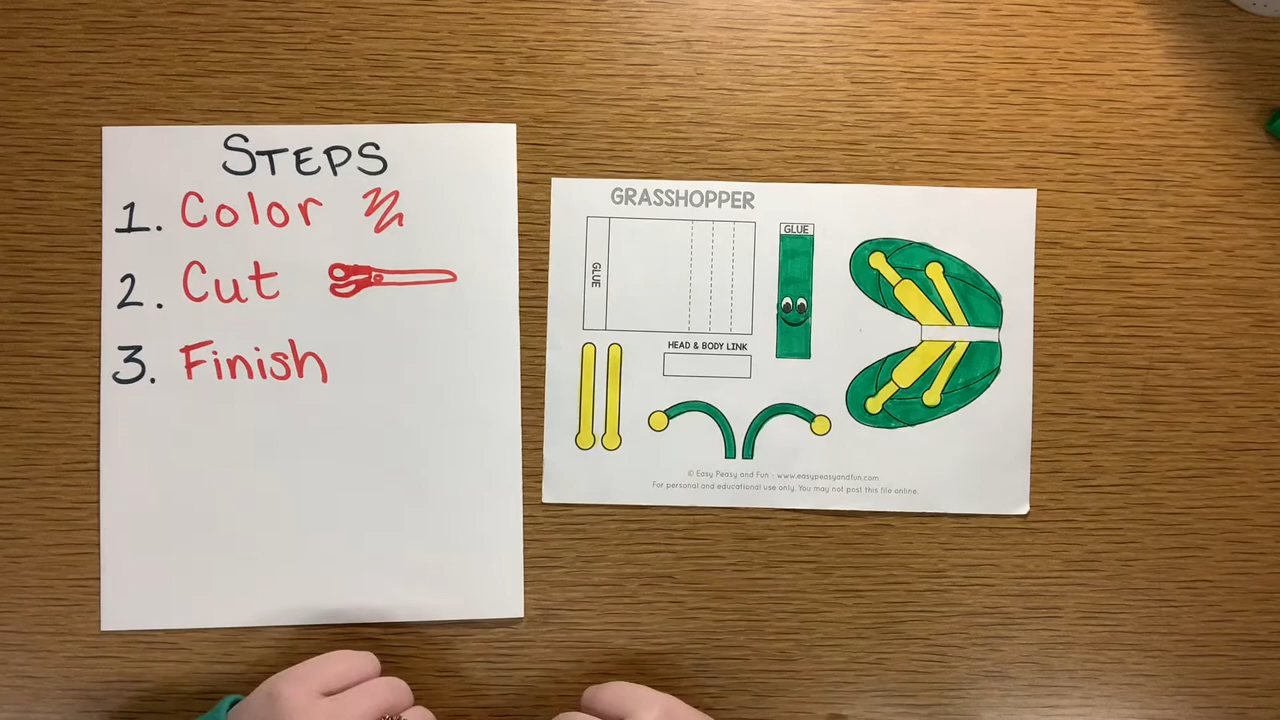 STEPS
1. Color
2. Cut
3. Finish
GRASSHOPPER
GLUE
GLUE
HEAD & BODY LINK
© Easy Peasy and Fun - www.easypeasyandfun.com
For personal and educational use only. You may not post this file online.